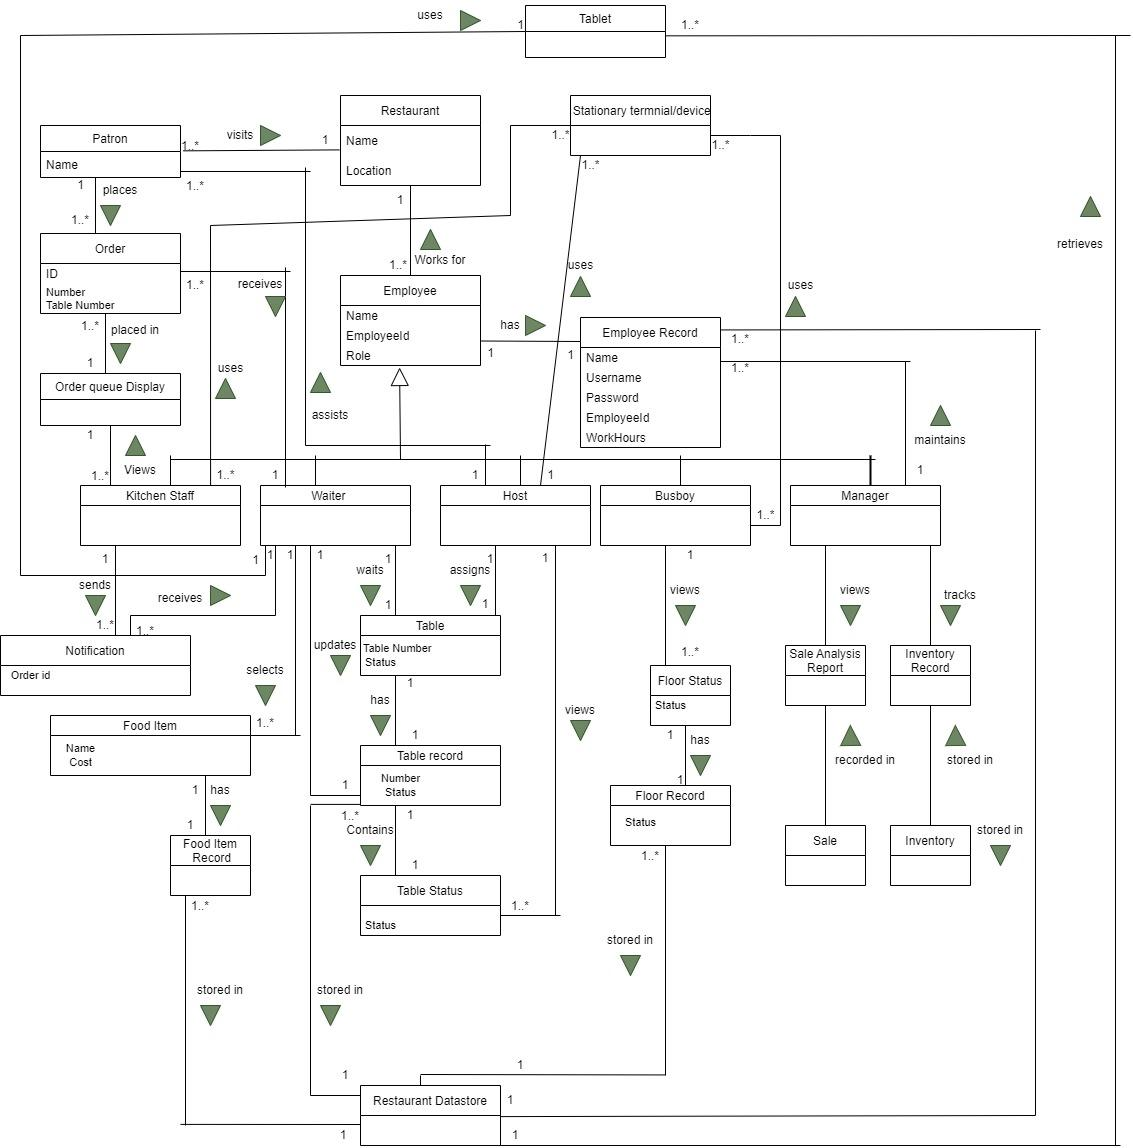 uses
1
Tablet
1..*
Restaurant
Name
Location
Stationary termnial/device
1..*
1..*
1..*
Patron
Name
1..*
visits
1
1
places
1..*
1..*
1
Works for
1..*
retrieves
Order
ID
Number
Table Number
1..*
receives
Employee
Name
EmployeeId
Role
has
1
1
uses
uses
Employee Record
Name
Username
Password
EmployeeId
WorkHours
1..*
1..*
1..*
placed in
1
Order queue Display
uses
assists
maintains
1
Views
1..*
1..*
1
1
1
1
Kitchen Staff
Waiter
Host
Busboy
Manager
1..*
1
1
1
1
1
1
1
1
1
sends
receives
1..*
1..*
waits
1
assigns
1
views
1..*
views
tracks
Notification
Order id
updates
Table
Table Number
Status
selects
1..*
Food Item
Name
Cost
1
has
1
views
Floor Status
Status
Sale Analysis
Report
Inventory
Record
1
has
1
recorded in
stored in
Table record
Number
Status
1
1..*
1
has
1
Food Item
Record
Contains
1
1
Floor Record
Status
Sale
Inventory
stored in
1..*
Table Status
Status
1..*
1..*
stored in
stored in
stored in
1
1
Restaurant Datastore
1
1
1